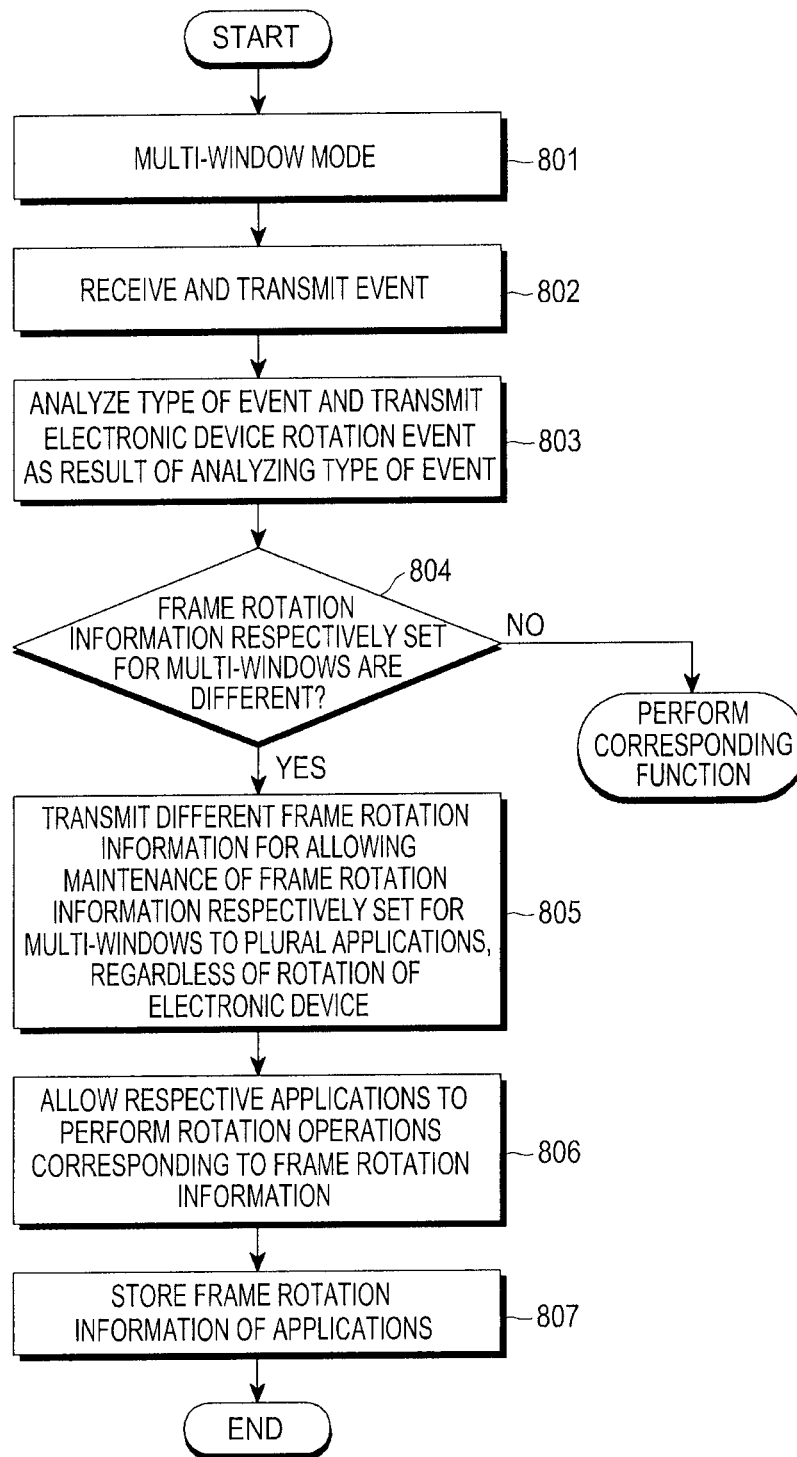 START
MULTI-WINDOW MODE
801
RECEIVE AND TRANSMIT EVENT
802
ANALYZE TYPE OF EVENT AND TRANSMIT
ELECTRONIC DEVICE ROTATION EVENT
AS RESULT OF ANALYZING TYPE OF EVENT
803
804
FRAME ROTATION
INFORMATION RESPECTIVELY SET
FOR MULTI-WINDOWS ARE
DIFFERENT?
NO
PERFORM
CORRESPONDING
FUNCTION
YES
TRANSMIT DIFFERENT FRAME ROTATION
INFORMATION FOR ALLOWING
MAINTENANCE OF FRAME ROTATION
INFORMATION RESPECTIVELY SET FOR
MULTI-WINDOWS TO PLURAL APPLICATIONS,
REGARDLESS OF ROTATION OF
ELECTRONIC DEVICE
805
ALLOW RESPECTIVE APPLICATIONS TO
PERFORM ROTATION OPERATIONS
CORRESPONDING TO FRAME ROTATION
INFORMATION
806
STORE FRAME ROTATION
INFORMATION OF APPLICATIONS
807
END